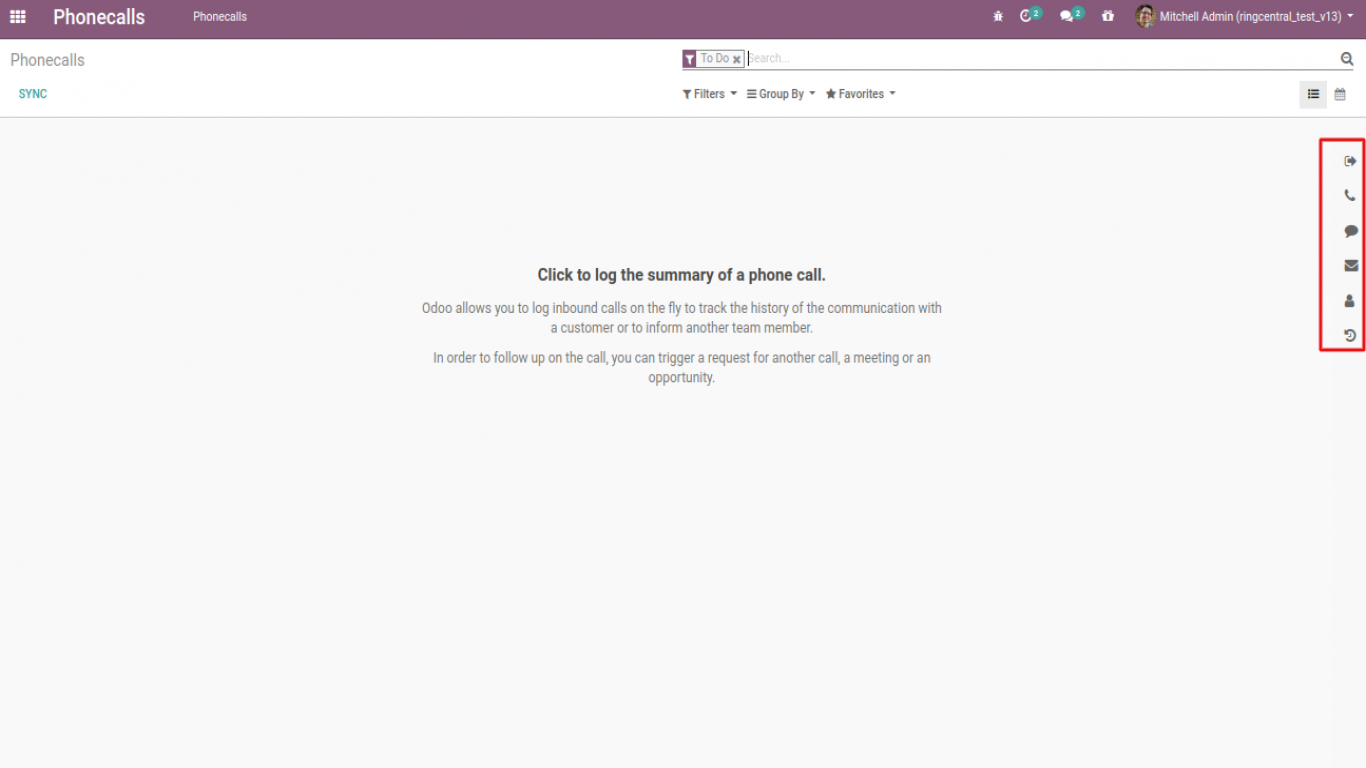 Phonecalls
Phonecalls
2
2
Mitchell Admin (ringcentral_test_v13)
Phonecalls
To Do
Search...
SYNC
Filters
Group By
Favorites
Click to log the summary of a phone call.
Odoo allows you to log inbound calls on the fly to track the history of the communication with
a customer or to inform another team member.
In order to follow up on the call, you can trigger a request for another call, a meeting or an
opportunity.